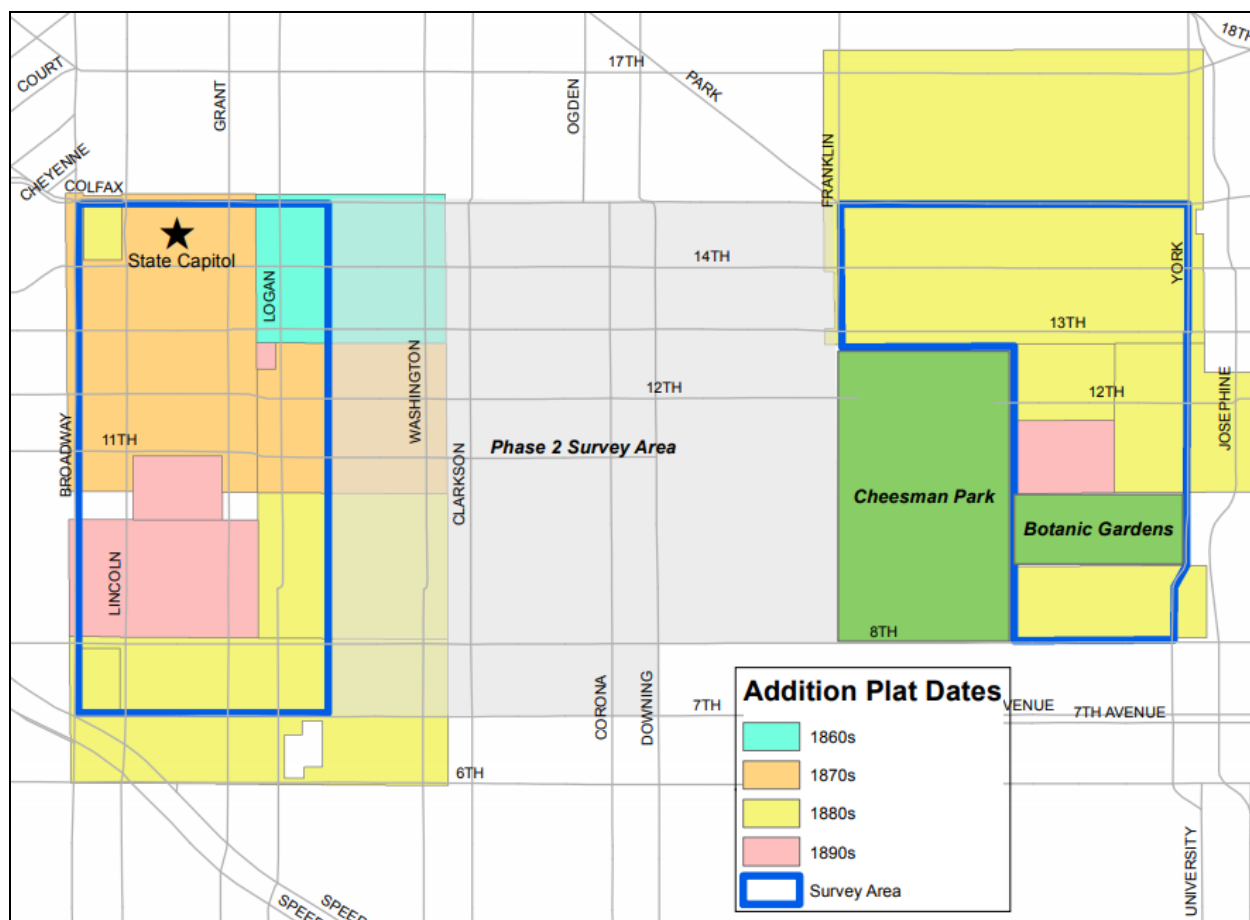 COURT
GRANT
17TH
OGDEN
PARK
18TH
CHEYENNE
COLFAX
FRANKLIN
State Capitol
LOGAN
14TH
YORK
13TH
WASHINGTON
12TH
12TH
JOSEPHINE
BROADWAY
11TH
Phase 2 Survey Area
CLARKSON
Cheesman Park
Botanic Gardens
LINCOLN
8TH
CORONA
DOWNING
7TH
VENUE
7TH AVENUE
6TH
Addition Plat Dates
1860s
1870s
1880s
1890s
Survey Area
UNIVERSITY
SPEER
SPEE